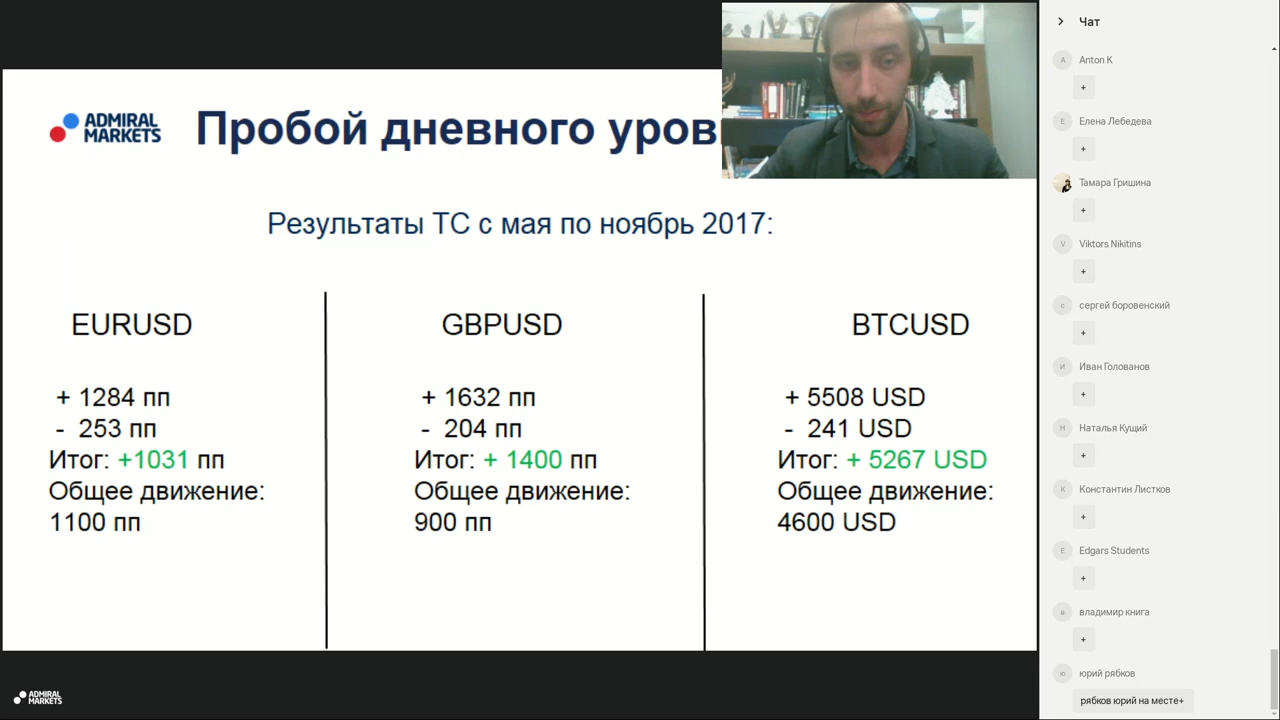 ADMIRAL
MARKETS
Пробой дневного уров
Результаты ТС с мая по ноябрь 2017:
EURUSD
+ 1284 пп
- 253 пп
Итог: +1031 пп
Общее движение:
1100 пп
GBPUSD
+ 1632 пп
- 204 пп
Итог: + 1400 пп
Общее движение:
900 пп
BTCUSD
+ 5508 USD
- 241 USD
Итог: + 5267 USD
Общее движение:
4600 USD
ADMIRAL
MARKETS
Чат
A
Anton K
+
Е
Елена Лебедева
+
Тамара Гришина
+
V
Viktors Nikitins
+
с
сергей боровенский
+
И
Иван Голованов
+
Н
Наталья Кущий
+
К
Константин Листков
+
E
Edgars Students
+
в
владимир книга
+
ю
юрий рябков
рябков юрий на месте+